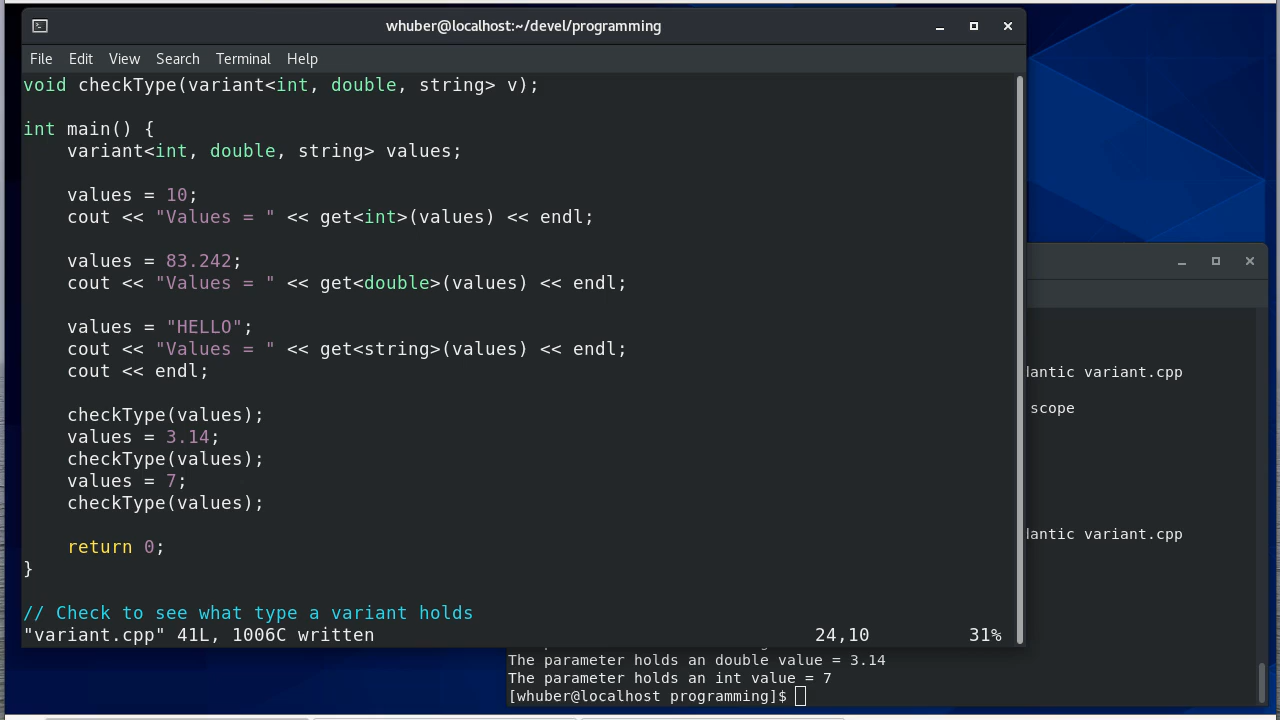 whuber@localhost:~/devel/programming
File Edit View Search Terminal Help
void checkType(variant<int, double, string> v);
int main() {
    variant<int, double, string> values;
    values = 10;
    cout << "Values = " << get<int>(values) << endl;
    values = 83.242;
    cout << "Values = " << get<double>(values) << endl;
    values = "HELLO";
    cout << "Values = " << get<string>(values) << endl;
    cout << endl;
    checkType(values);
    values = 3.14;
    checkType(values);
    values = 7;
    checkType(values);
    return 0;
}
// Check to see what type a variant holds
"variant.cpp" 41L, 1006C written 24,10 31%
lantic variant.cpp
scope
lantic variant.cpp
The parameter holds an double value = 3.14
The parameter holds an int value = 7
[whuber@localhost programming]$